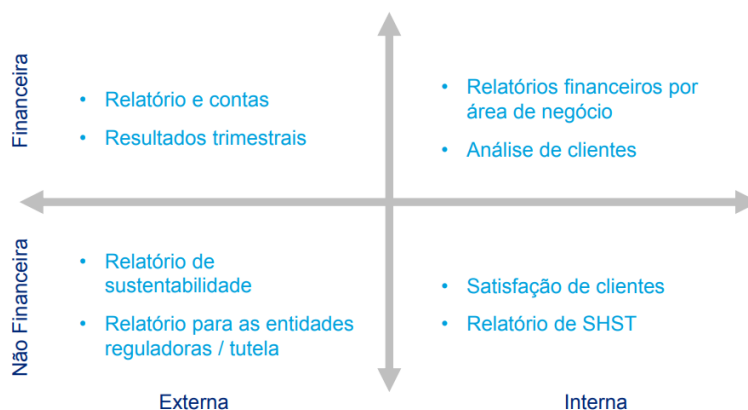 Financeira
• Relatório e contas
• Resultados trimestrais
• Relatórios financeiros por
área de negócio
• Análise de clientes
Não Financeira
• Relatório de
sustentabilidade
• Relatório para as entidades
reguladoras / tutela
• Satisfação de clientes
• Relatório de SHST
Externa
Interna